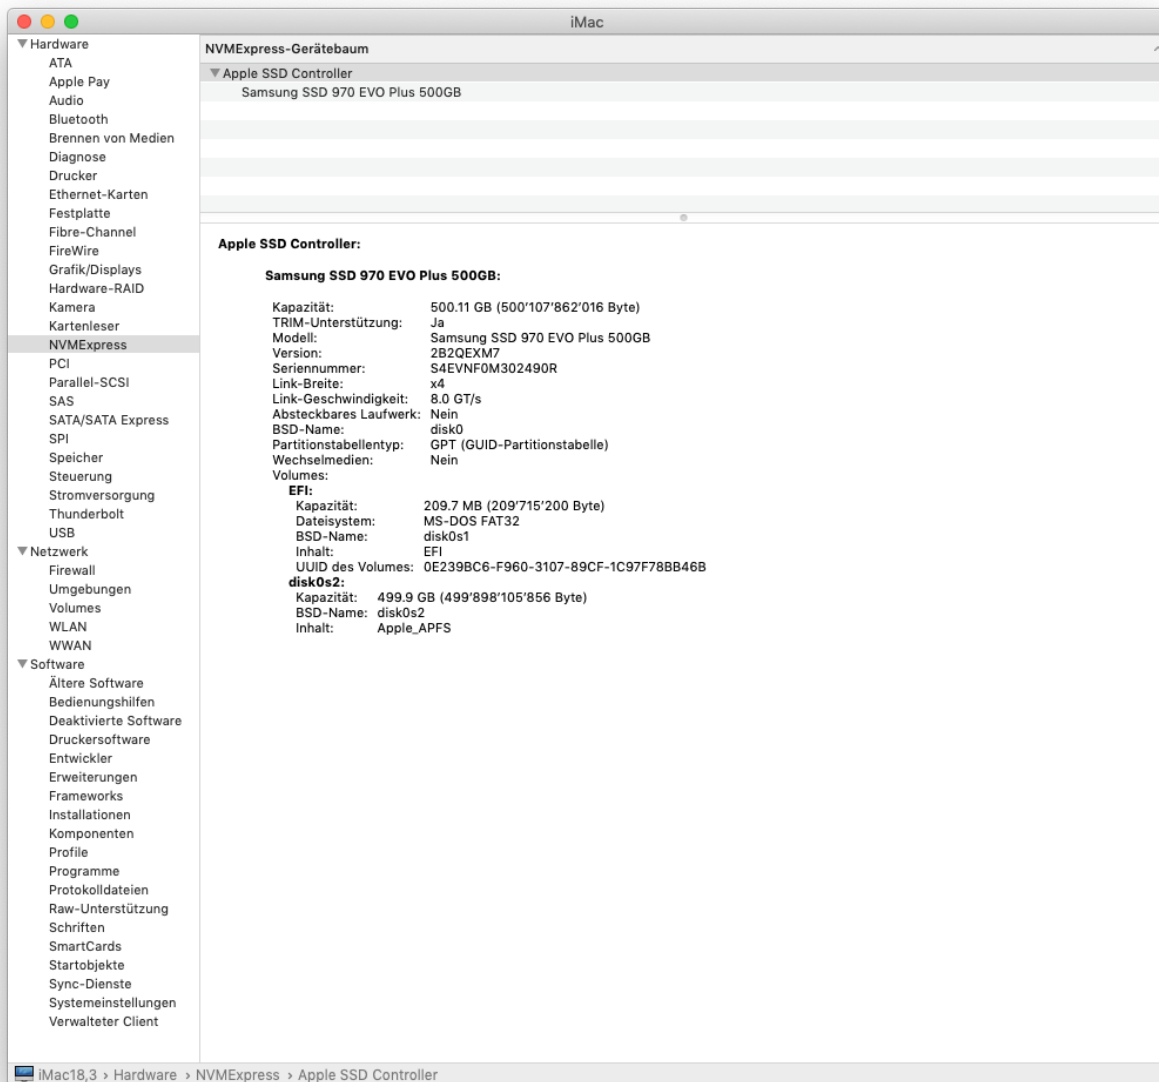 iMac
Hardware
ATA
Apple Pay
Audio
Bluetooth
Brennen von Medien
Diagnose
Drucker
Ethernet-Karten
Festplatte
Fibre-Channel
FireWire
Grafik/Displays
Hardware-RAID
Kamera
Kartenleser
NVMExpress
PCI
Parallel-SCSI
SAS
SATA/SATA Express
SPI
Speicher
Steuerung
Stromversorgung
Thunderbolt
USB
Netzwerk
Firewall
Umgebungen
Volumes
WLAN
WWAN
Software
Ältere Software
Bedienungshilfen
Deaktivierte Software
Druckersoftware
Entwickler
Erweiterungen
Frameworks
Installationen
Komponenten
Profile
Programme
Protokolldateien
Raw-Unterstützung
Schriften
SmartCards
Startobjekte
Sync-Dienste
Systemeinstellungen
Verwalteter Client
NVMExpress-Gerätebaum
Apple SSD Controller
Samsung SSD 970 EVO Plus 500GB
Apple SSD Controller:
Samsung SSD 970 EVO Plus 500GB:
Kapazität: 500.11 GB (500’107’862’016 Byte)
TRIM-Unterstützung: Ja
Modell: Samsung SSD 970 EVO Plus 500GB
Version: 2B2QEXM7
Seriennummer: S4EVNF0M302490R
Link-Breite: x4
Link-Geschwindigkeit: 8.0 GT/s
Absteckbares Laufwerk: Nein
BSD-Name: disk0
Partitionstabellentyp: GPT (GUID-Partitionstabelle)
Wechselmedien: Nein
Volumes:
EFI:
Kapazität: 209.7 MB (209’715’200 Byte)
Dateisystem: MS-DOS FAT32
BSD-Name: disk0s1
Inhalt: EFI
UUID des Volumes: 0E239BC6-F960-3107-89CF-1C97F78BB46B
disk0s2:
Kapazität: 499.9 GB (499’898’105’856 Byte)
BSD-Name: disk0s2
Inhalt: Apple_APFS
iMac18,3 › Hardware › NVMExpress › Apple SSD Controller